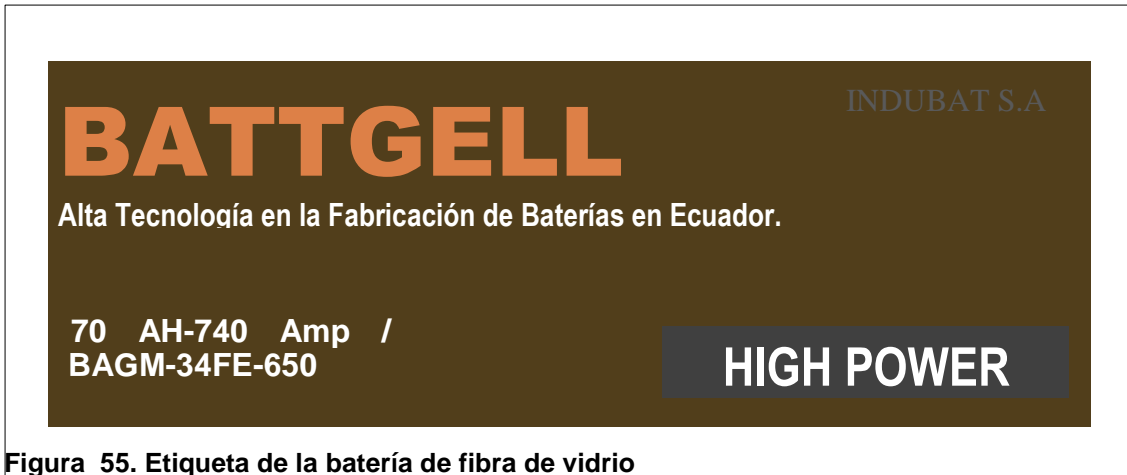 INDUBAT S.A
BATTGELL
Alta Tecnología en la Fabricación de Baterías en Ecuador.
70 AH-740 Amp /
BAGM-34FE-650
HIGH POWER
Figura 55. Etiqueta de la batería de fibra de vidrio